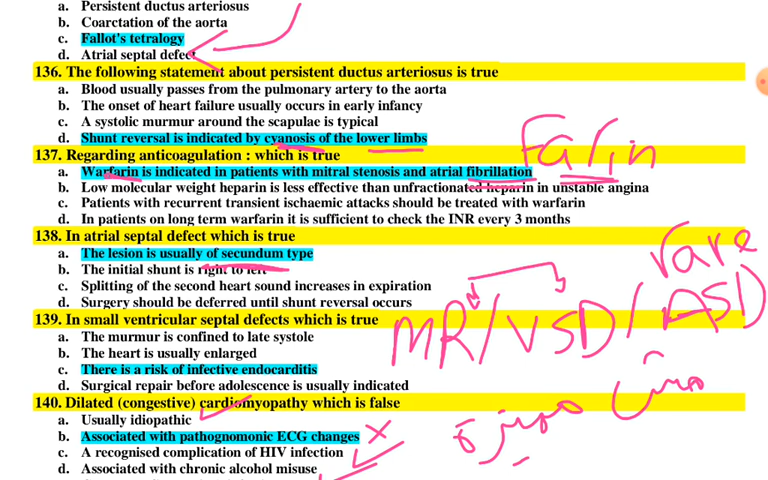 a. Persistent ductus arteriosus
b. Coarctation of the aorta
c. Fallot's tetralogy
d. Atrial septal defect
136. The following statement about persistent ductus arteriosus is true
a. Blood usually passes from the pulmonary artery to the aorta
b. The onset of heart failure usually occurs in early infancy
c. A systolic murmur around the scapulae is typical
d. Shunt reversal is indicated by cyanosis of the lower limbs
Farin
137. Regarding anticoagulation : which is true
a. Warfarin is indicated in patients with mitral stenosis and atrial fibrillation
b. Low molecular weight heparin is less effective than unfractionated heparin in unstable angina
c. Patients with recurrent transient ischaemic attacks should be treated with warfarin
d. In patients on long term warfarin it is sufficient to check the INR every 3 months
138. In atrial septal defect which is true
a. The lesion is usually of secundum type
b. The initial shunt is right to left
rare
c. Splitting of the second heart sound increases in expiration
d. Surgery should be deferred until shunt reversal occurs
MR/VSD/ASD
139. In small ventricular septal defects which is true
a. The murmur is confined to late systole
b. The heart is usually enlarged
c. There is a risk of infective endocarditis
d. Surgical repair before adolescence is usually indicated
140. Dilated (congestive) cardiomyopathy which is false
a. Usually idiopathic
b. Associated with pathognomonic ECG changes
c. A recognised complication of HIV infection
d. Associated with chronic alcohol misuse